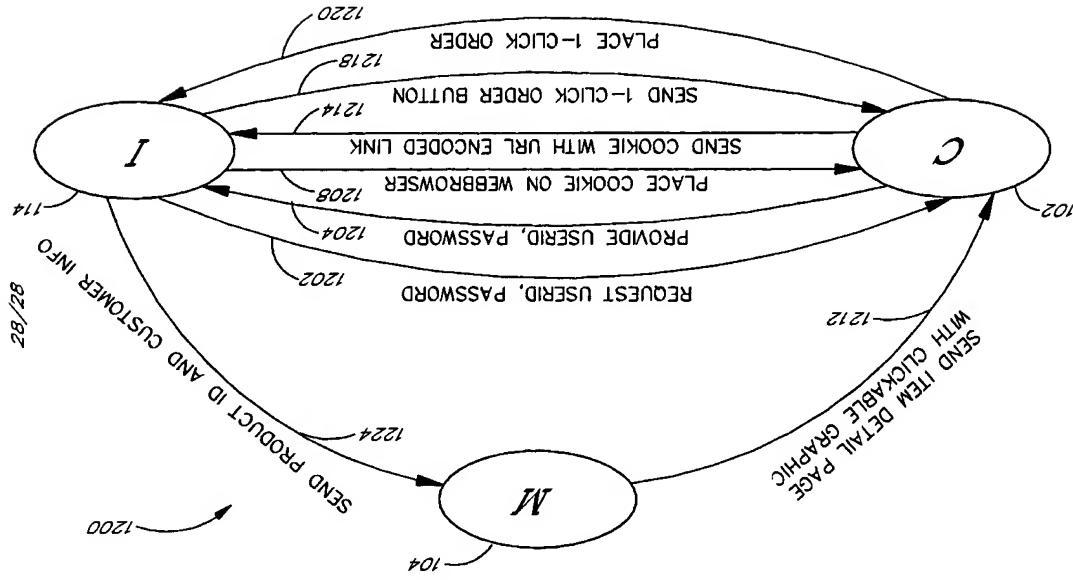 28/28
104
M
1200
SEND ITEM DETAIL PAGE
WITH CLICKABLE GRAPHIC
1212
1224
SEND PRODUCT ID AND CUSTOMER INFO
REQUEST USERID, PASSWORD
1202
PROVIDE USERID, PASSWORD
1204
102
C
PLACE COOKIE ON WEBBROWSER
1208
114
I
SEND COOKIE WITH URL ENCODED LINK
1214
SEND 1-CLICK ORDER BUTTON
1218
PLACE 1-CLICK ORDER
1220